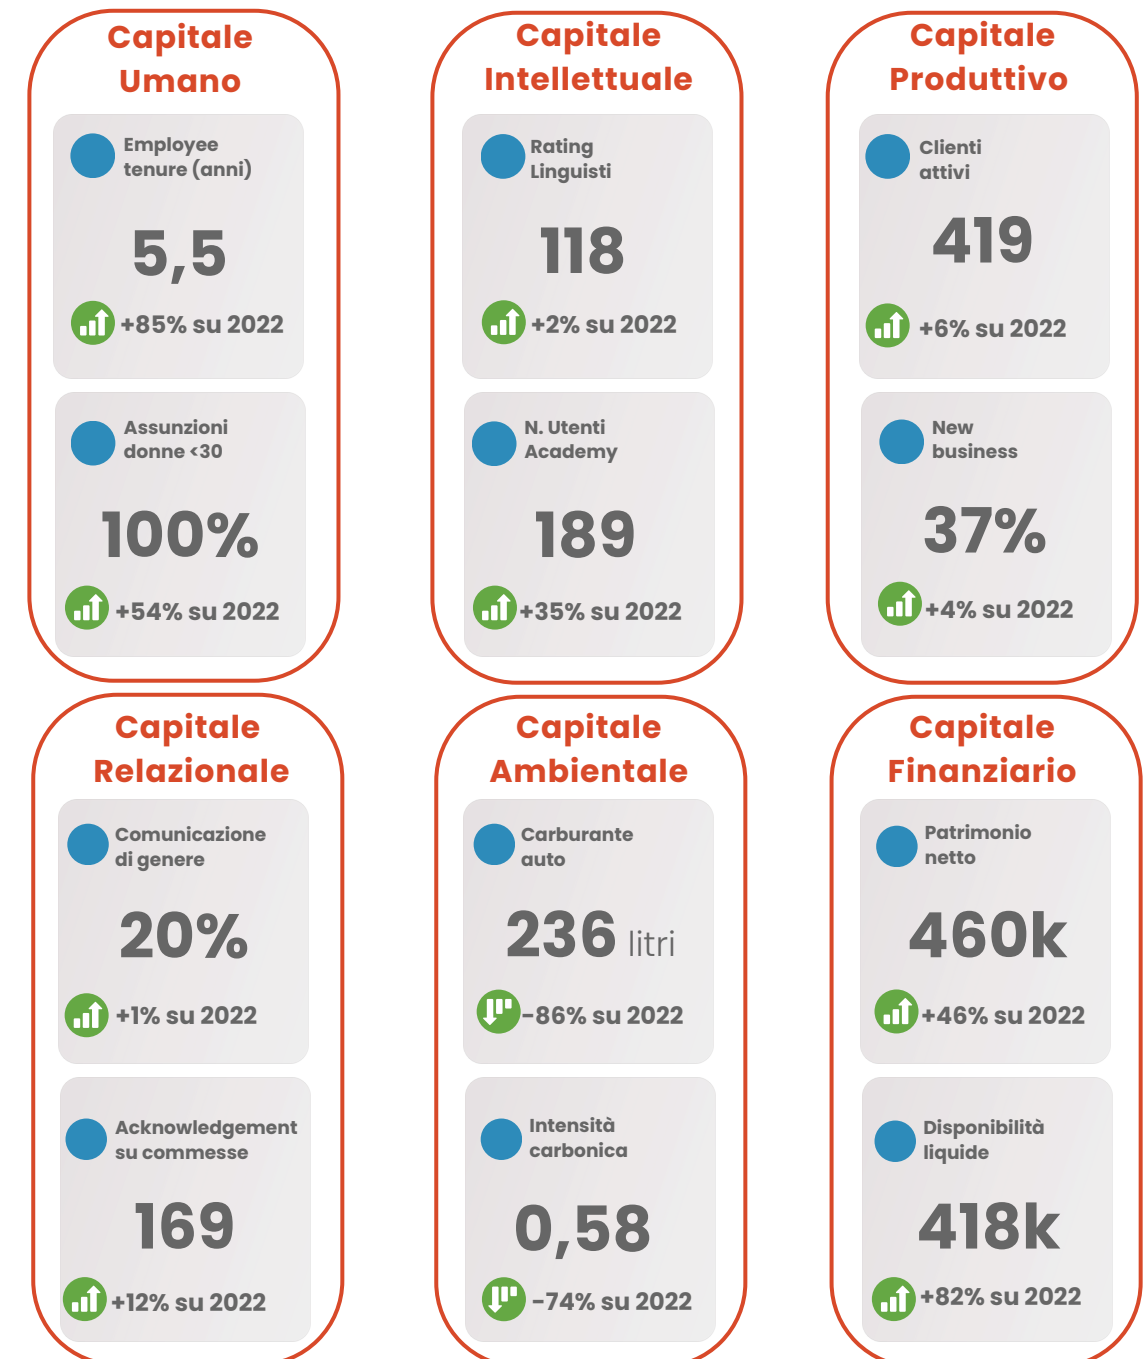 Capitale
Umano
Employee
tenure (anni)
5,5
+85% su 2022
Assunzioni
donne <30
100%
+54% su 2022
Capitale
Intellettuale
Rating
Linguisti
118
+2% su 2022
N. Utenti
Academy
189
+35% su 2022
Capitale
Produttivo
Clienti
attivi
419
+6% su 2022
New
business
37%
+4% su 2022
Capitale
Relazionale
Comunicazione
di genere
20%
+1% su 2022
Acknowledgement
su commesse
169
+12% su 2022
Capitale
Ambientale
Carburante
auto
236 litri
-86% su 2022
Intensità
carbonica
0,58
-74% su 2022
Capitale
Finanziario
Patrimonio
netto
460k
+46% su 2022
Disponibilità
liquide
418k
+82% su 2022